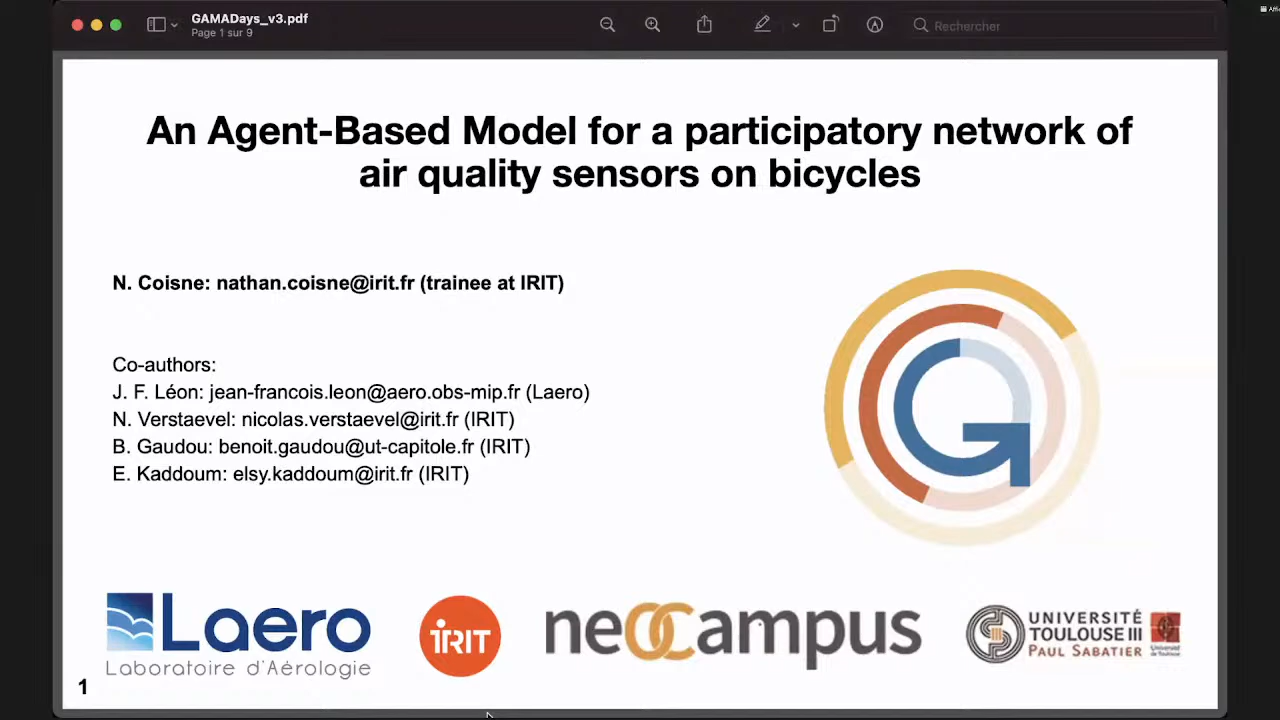 GAMADays_v3.pdf
Page 1 sur 9
Rechercher
An Agent-Based Model for a participatory network of
air quality sensors on bicycles
N. Coisne: nathan.coisne@irit.fr (trainee at IRIT)
Co-authors:
J. F. Léon: jean-francois.leon@aero.obs-mip.fr (Laero)
N. Verstaevel: nicolas.verstaevel@irit.fr (IRIT)
B. Gaudou: benoit.gaudou@ut-capitole.fr (IRIT)
E. Kaddoum: elsy.kaddoum@irit.fr (IRIT)
Laero
Laboratoire d'Aérologie
IRIT
neOCampus
UNIVERSITÉ
TOULOUSE III
PAUL SABATIER
Université
de Toulouse
1